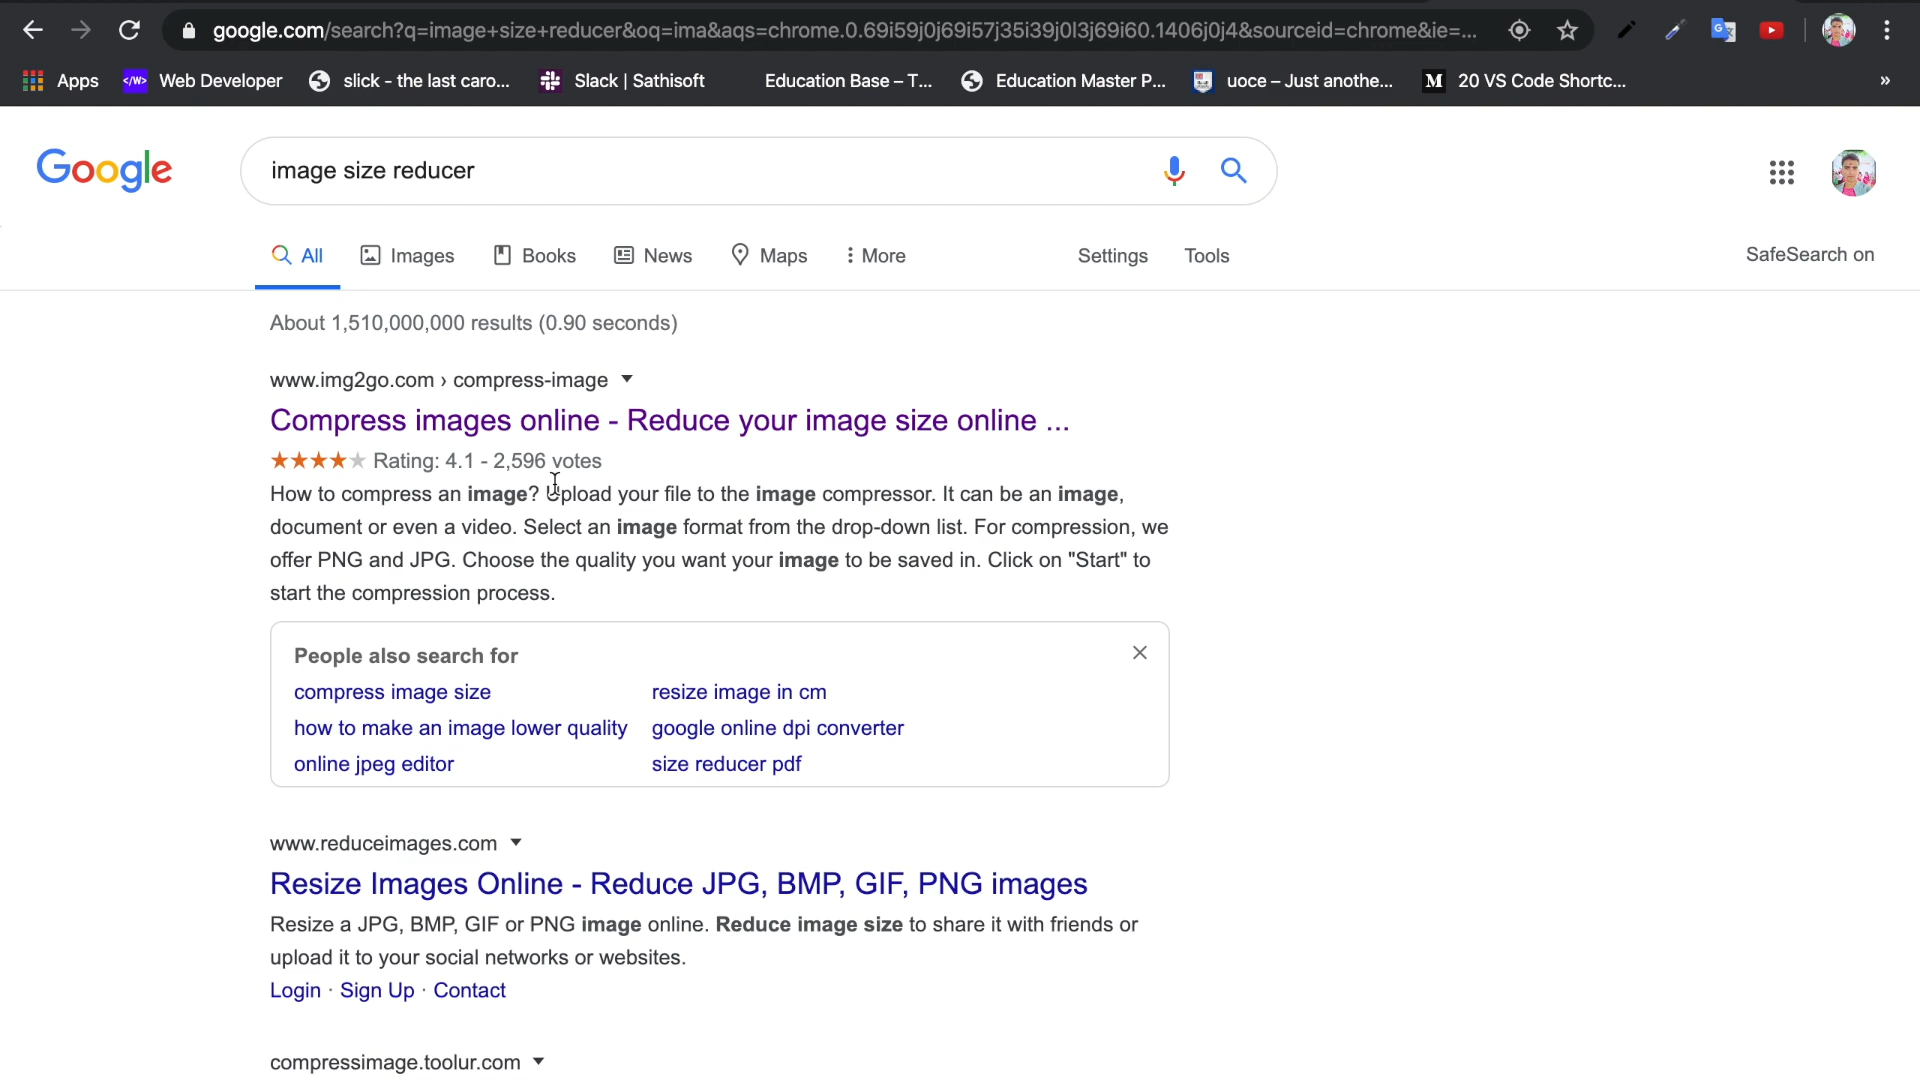 google.com/search?q=image+size+reducer&oq=ima&aqs=chrome.0.69i59j0j69i57j35i39j0l3j69i60.1406j0j4&sourceid=chrome&ie=...
Apps </W> Web Developer slick - the last caro... Slack | Sathisoft Education Base – T... Education Master P... uoce – Just anothe... M 20 VS Code Shortc... »
Google image size reducer
All Images Books News Maps More Settings Tools SafeSearch on
About 1,510,000,000 results (0.90 seconds)
www.img2go.com › compress-image
Compress images online - Reduce your image size online ...
Rating: 4.1 - 2,596 votes
How to compress an image? Upload your file to the image compressor. It can be an image,
document or even a video. Select an image format from the drop-down list. For compression, we
offer PNG and JPG. Choose the quality you want your image to be saved in. Click on "Start" to
start the compression process.
People also search for
compress image size resize image in cm
how to make an image lower quality google online dpi converter
online jpeg editor size reducer pdf
www.reduceimages.com
Resize Images Online - Reduce JPG, BMP, GIF, PNG images
Resize a JPG, BMP, GIF or PNG image online. Reduce image size to share it with friends or
upload it to your social networks or websites.
Login · Sign Up · Contact
compressimage.toolur.com